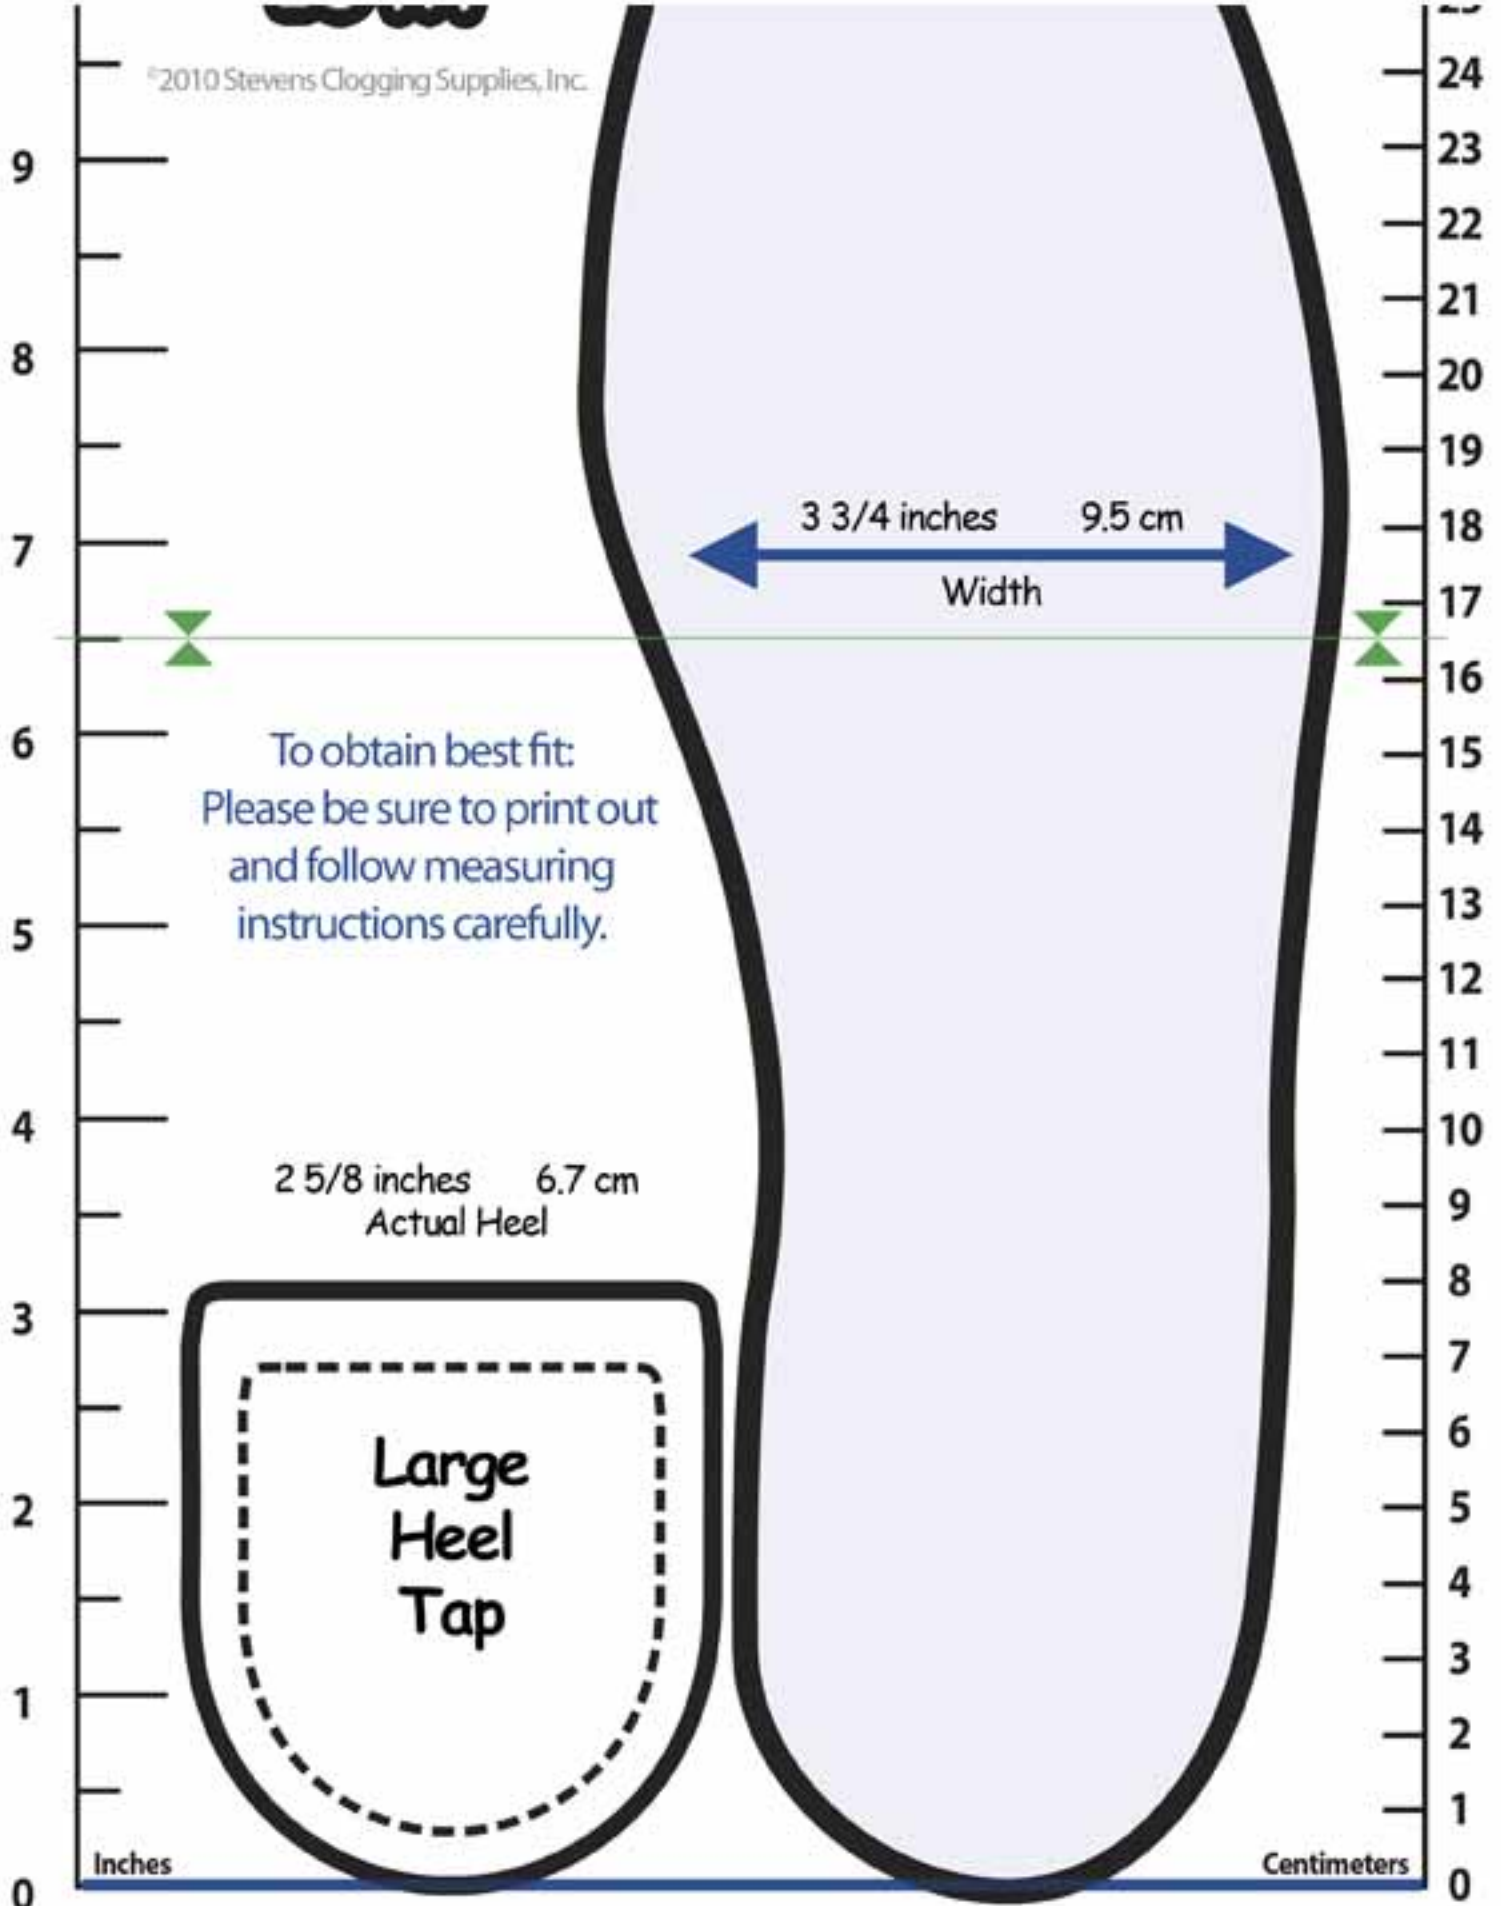 ©2010 Stevens Clogging Supplies, Inc.
24
23
9
22
21
8
20
19
3 3/4 inches 9.5 cm
18
7
Width
17
16
6
To obtain best fit:
15
Please be sure to print out
14
and follow measuring
13
instructions carefully.
5
12
11
4
10
2 5/8 inches 6.7 cm
9
Actual Heel
8
3
7
Large
6
Heel
2
5
Tap
4
3
1
2
1
Inches
Centimeters
0
0